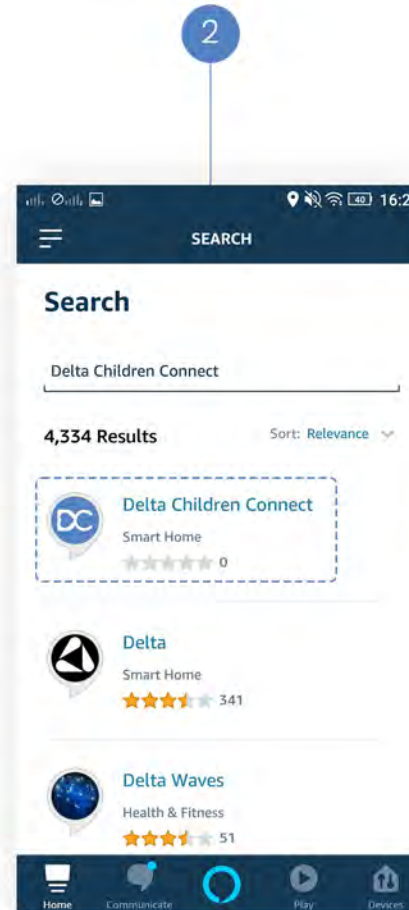 2
40 16:2
SEARCH
Search
Delta Children Connect
4,334 Results Sort: Relevance
DC Delta Children Connect
Smart Home
0
Delta
Smart Home
341
Delta Waves
Health & Fitness
51
Home Communicate Play Devices